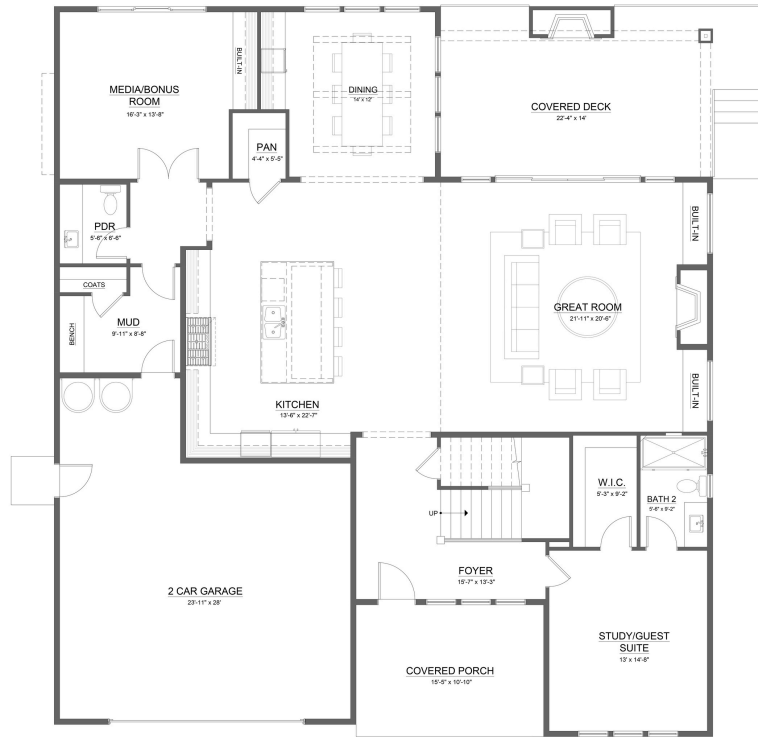 MEDIA/BONUS
ROOM
16'-3" x 13'-8"
BUILT-IN
DINING
14' x 12'
COVERED DECK
22'-4" x 14'
PAN
4'-4" x 5'-5"
PDR
5'-6" x 6'-6"
COATS
MUD
9'-11" x 8'-8"
BENCH
KITCHEN
13'-6" x 22'-7"
GREAT ROOM
21'-11" x 20'-6"
BUILT-IN
BUILT-IN
W.I.C.
5'-3" x 9'-2"
BATH 2
5'-6" x 9'-2"
UP
FOYER
15'-7" x 13'-3"
2 CAR GARAGE
23'-11" x 28'
COVERED PORCH
15'-5" x 10'-10"
STUDY/GUEST
SUITE
13' x 14'-6"